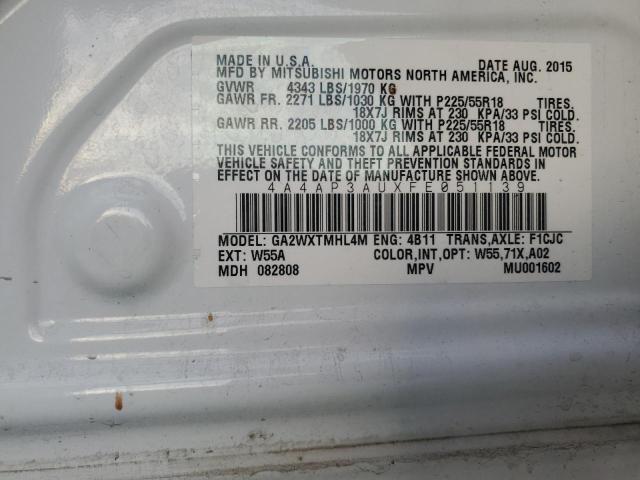 MADE IN U.S.A. DATE AUG. 2015
MFD BY MITSUBISHI MOTORS NORTH AMERICA, INC.
GVWR 4343 LBS/1970 KG
GAWR FR. 2271 LBS/1030 KG WITH P225/55R18 TIRES.
18X7J RIMS AT 230 KPA/33 PSI COLD.
GAWR RR. 2205 LBS/1000 KG WITH P225/55R18 TIRES.
18X7J RIMS AT 230 KPA/33 PSI COLD.
THIS VEHICLE CONFORMS TO ALL APPLICABLE FEDERAL MOTOR
VEHICLE SAFETY AND THEFT PREVENTION STANDARDS IN
EFFECT ON THE DATE OF MANUFACTURE SHOWN ABOVE.
4A4AP3AUXFE051139
MODEL: GA2WXTMHL4M ENG: 4B11 TRANS,AXLE: F1CJC
EXT: W55A COLOR,INT,OPT: W55,71X,A02
MDH 082808 MPV MU001602